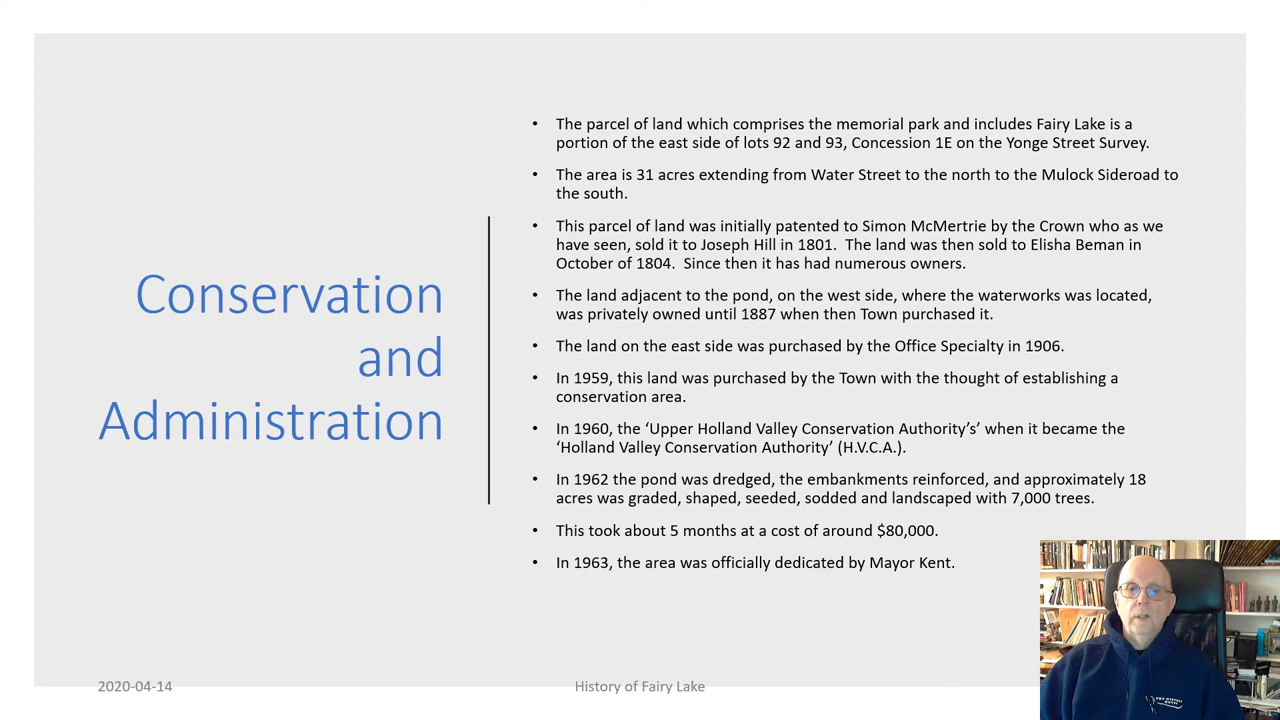 Conservation
and
Administration
• The parcel of land which comprises the memorial park and includes Fairy Lake is a
portion of the east side of lots 92 and 93, Concession 1E on the Yonge Street Survey.
• The area is 31 acres extending from Water Street to the north to the Mulock Sideroad to
the south.
• This parcel of land was initially patented to Simon McMertrie by the Crown who as we
have seen, sold it to Joseph Hill in 1801.  The land was then sold to Elisha Beman in
October of 1804.  Since then it has had numerous owners.
• The land adjacent to the pond, on the west side, where the waterworks was located,
was privately owned until 1887 when then Town purchased it.
• The land on the east side was purchased by the Office Specialty in 1906.
• In 1959, this land was purchased by the Town with the thought of establishing a
conservation area.
• In 1960, the ‘Upper Holland Valley Conservation Authority’s’ when it became the
‘Holland Valley Conservation Authority’ (H.V.C.A.).
• In 1962 the pond was dredged, the embankments reinforced, and approximately 18
acres was graded, shaped, seeded, sodded and landscaped with 7,000 trees.
• This took about 5 months at a cost of around $80,000.
• In 1963, the area was officially dedicated by Mayor Kent.
2020-04-14
History of Fairy Lake